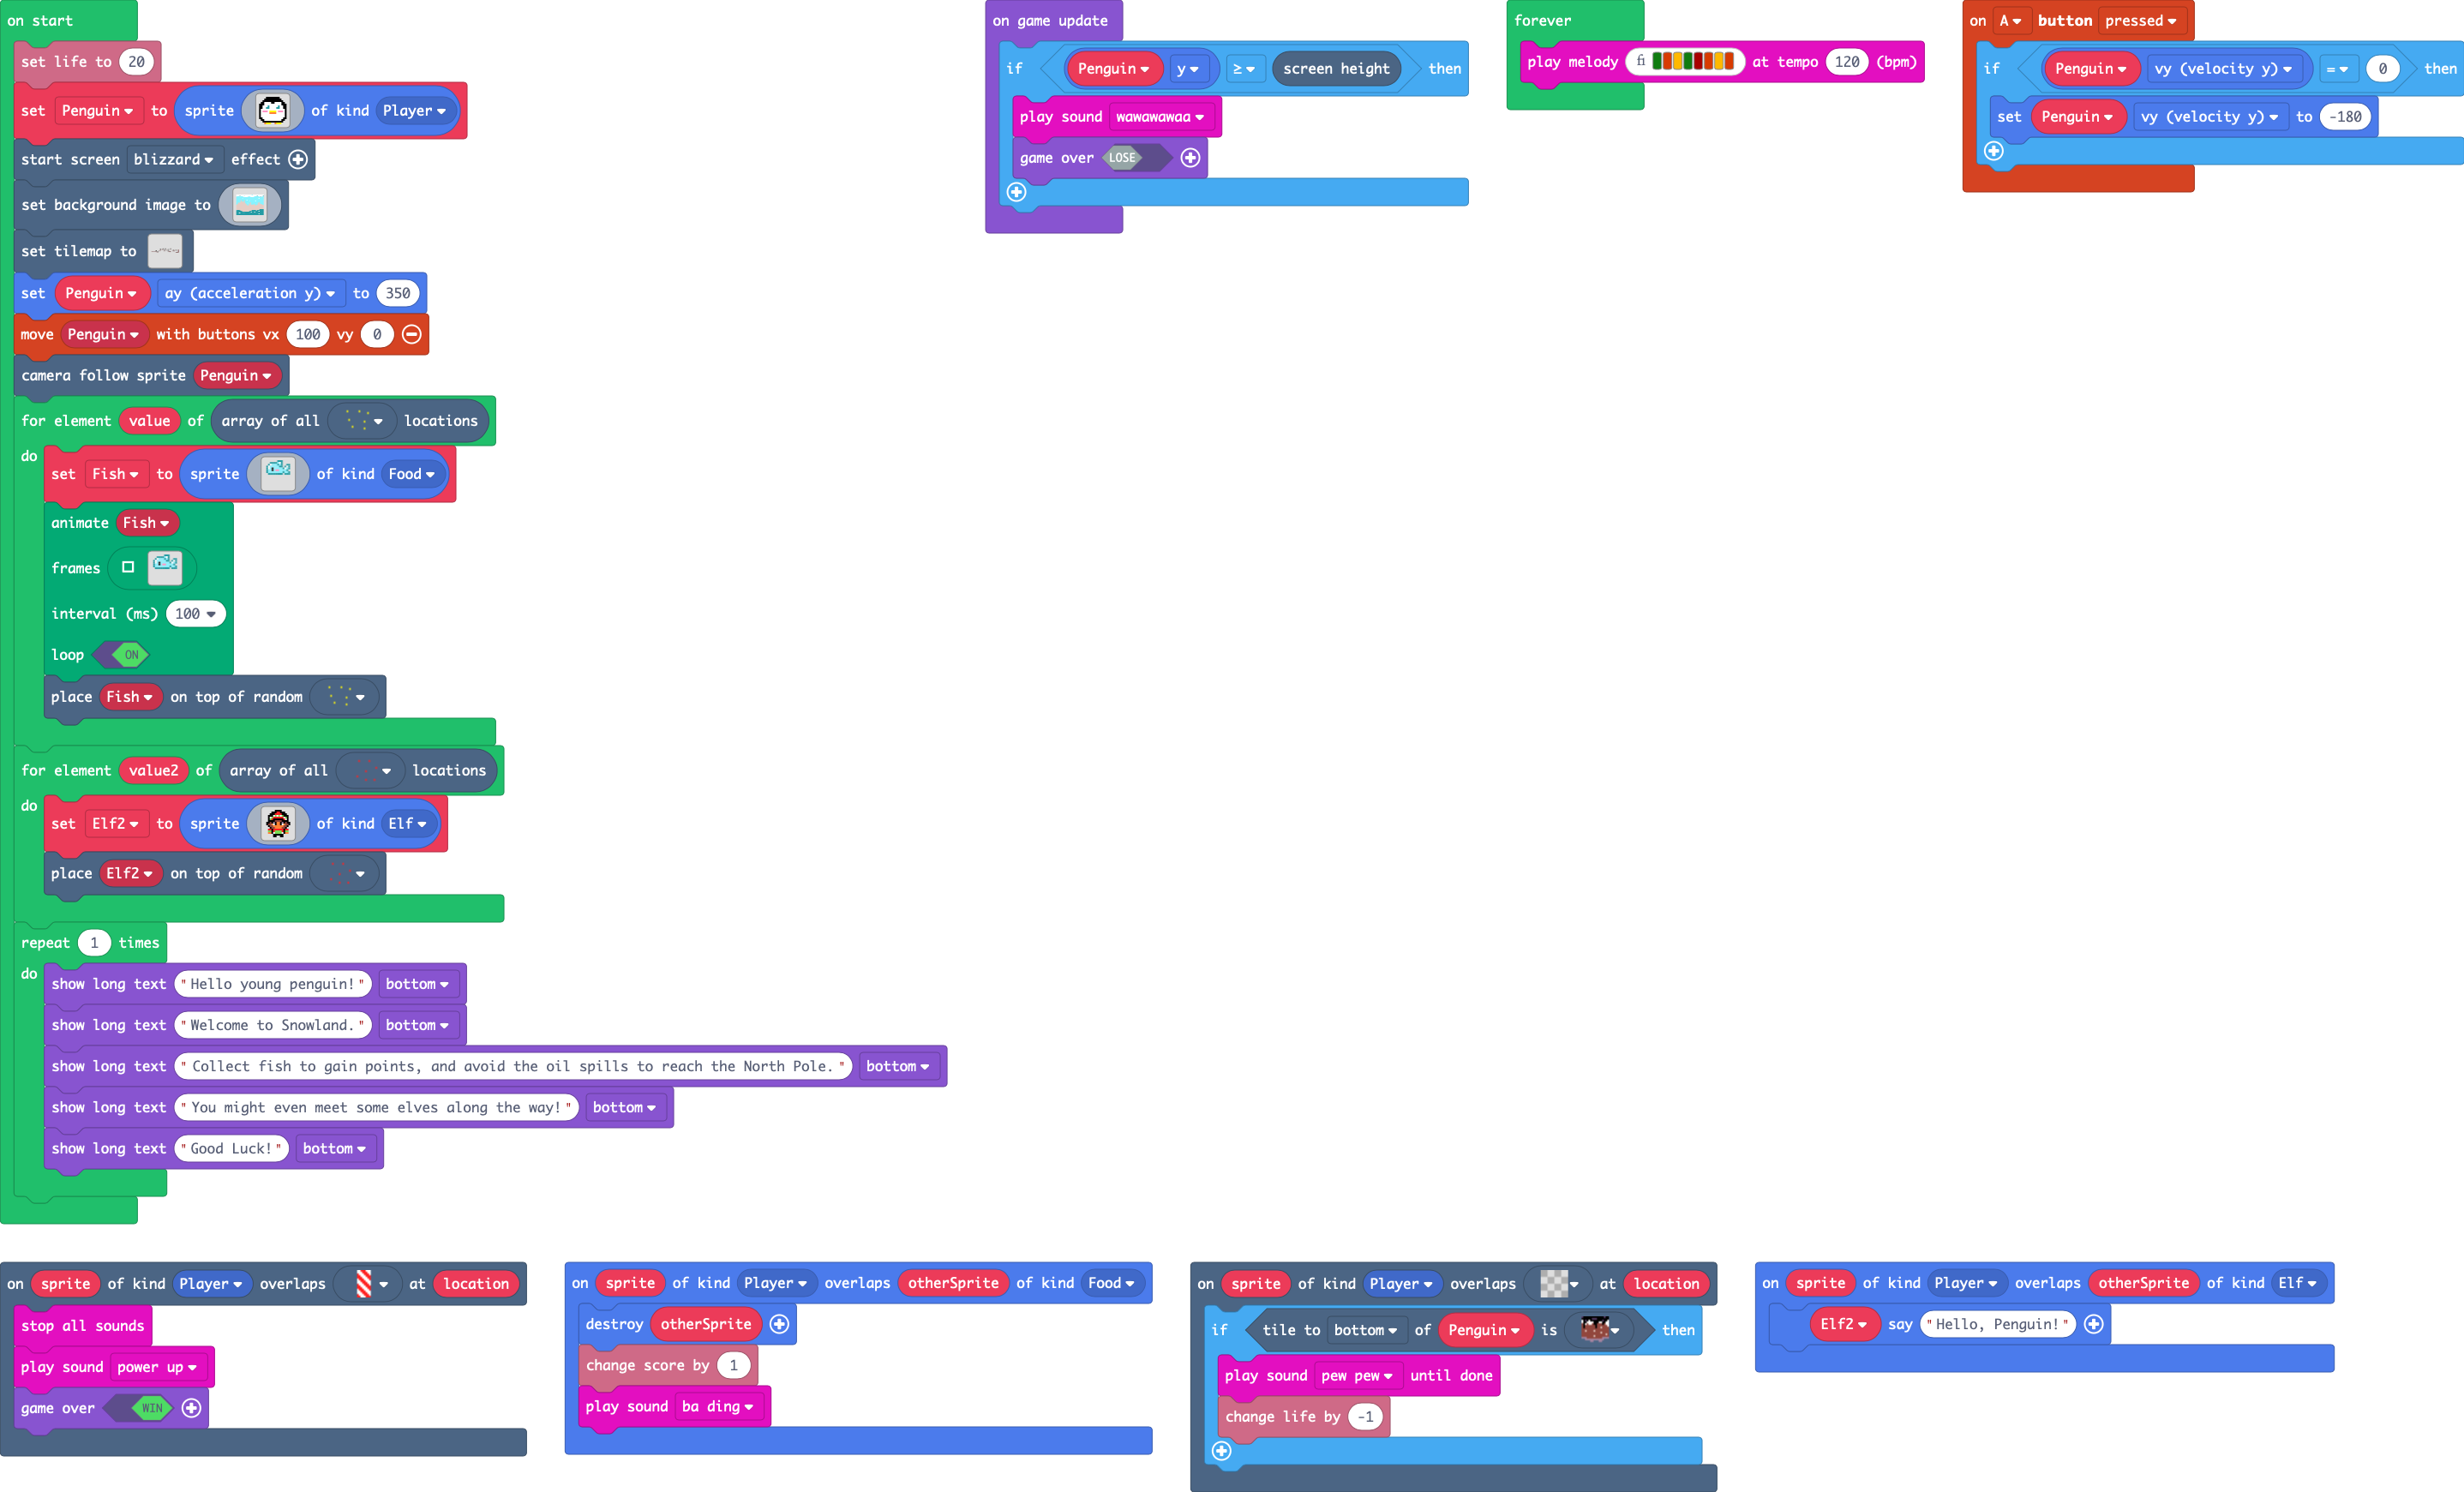 on start
set life to 20
set Penguin to sprite of kind Player
start screen blizzard effect
set background image to
set tilemap to
set Penguin ay (acceleration y) to 350
move Penguin with buttons vx 100 vy 0
camera follow sprite Penguin
for element value of array of all locations
do
set Fish to sprite of kind Food
animate Fish
frames
interval (ms) 100
loop ON
place Fish on top of random
for element value2 of array of all locations
do
set Elf2 to sprite of kind Elf
place Elf2 on top of random
repeat 1 times
do
show long text "Hello young penguin!" bottom
show long text "Welcome to Snowland." bottom
show long text "Collect fish to gain points, and avoid the oil spills to reach the North Pole." bottom
show long text "You might even meet some elves along the way!" bottom
show long text "Good Luck!" bottom
on game update
if Penguin y ≥ screen height then
play sound wawawawaa
game over LOSE
forever
play melody at tempo 120 (bpm)
on A button pressed
if Penguin vy (velocity y) = 0 then
set Penguin vy (velocity y) to -180
on sprite of kind Player overlaps at location
stop all sounds
play sound power up
game over WIN
on sprite of kind Player overlaps otherSprite of kind Food
destroy otherSprite
change score by 1
play sound ba ding
on sprite of kind Player overlaps at location
if tile to bottom of Penguin is then
play sound pew pew until done
change life by -1
on sprite of kind Player overlaps otherSprite of kind Elf
Elf2 say "Hello, Penguin!"